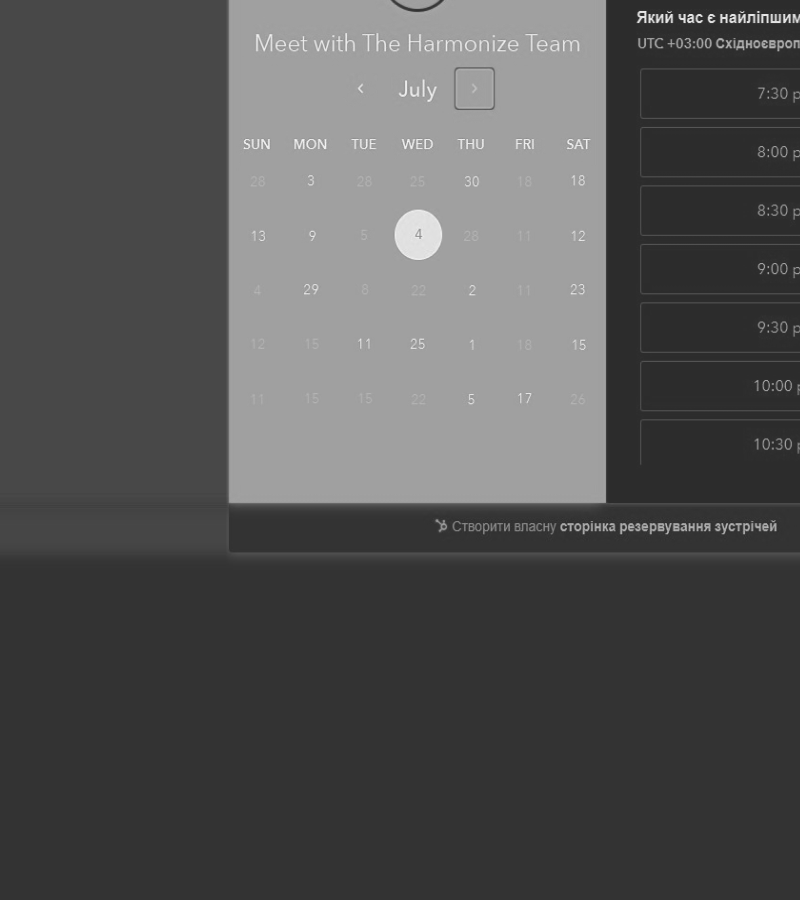 Meet with The Harmonize Team
July
SUN MON TUE WED THU FRI SAT
28 3 28 25 30 18 18
13 9 5 4 28 11 12
4 29 8 22 2 11 23
12 15 11 25 1 18 15
11 15 15 22 5 17 26
Який час є найліпшим
UTC +03:00 Східноєвроп
7:30 p
8:00 p
8:30 p
9:00 p
9:30 p
10:00 p
10:30 p
Створити власну сторінка резервування зустрічей